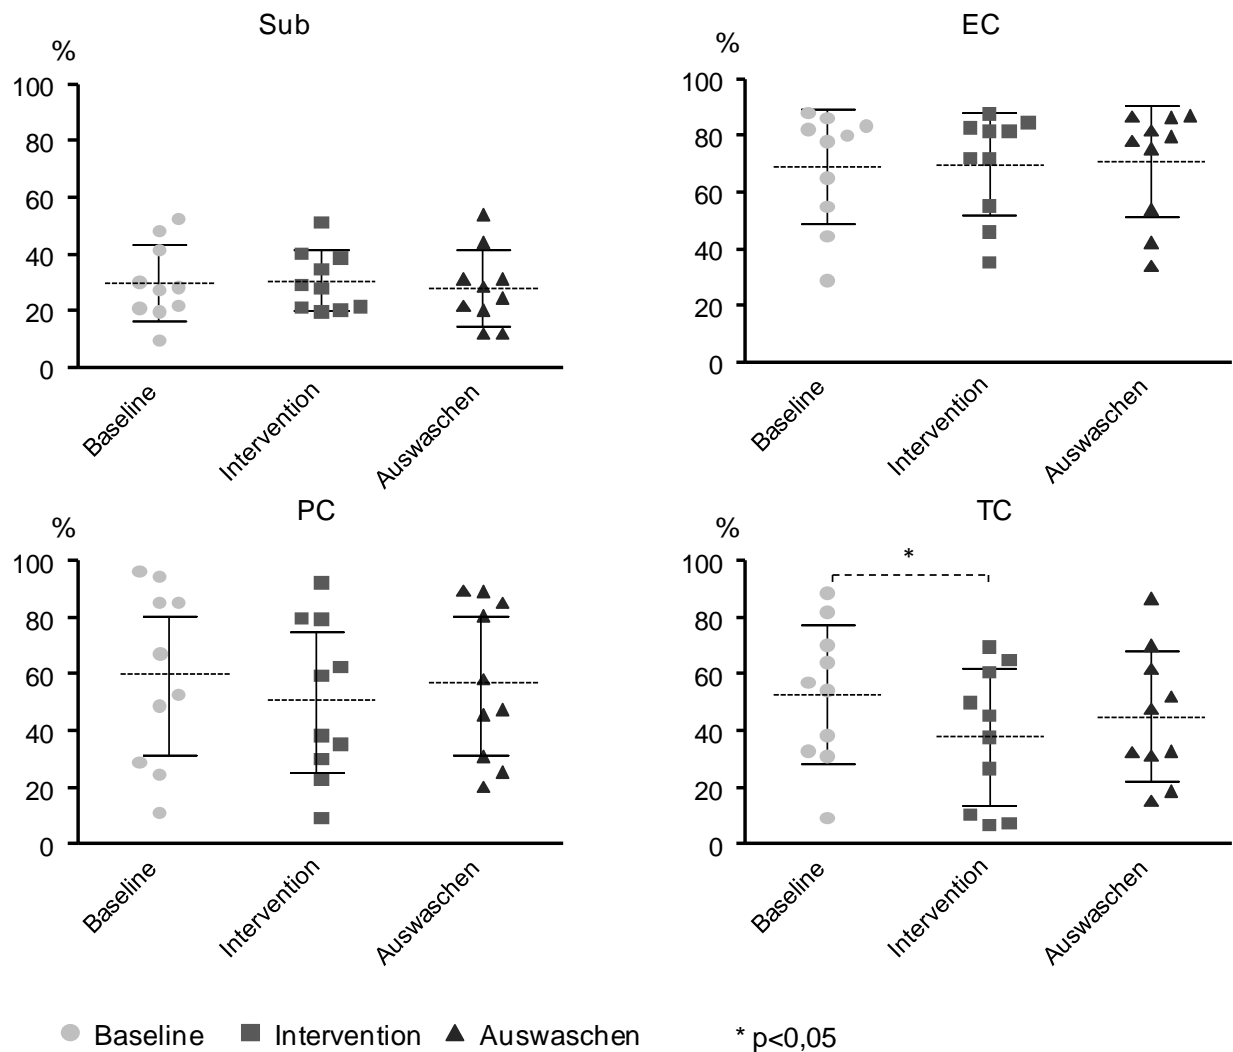 Sub
%
100
80
60
40
20
0
Baseline
Intervention
Auswaschen
EC
%
100
80
60
40
20
0
Baseline
Intervention
Auswaschen
PC
%
100
80
60
40
20
0
Baseline
Intervention
Auswaschen
TC
%
*
100
80
60
40
20
0
Baseline
Intervention
Auswaschen
Baseline Intervention Auswaschen * p<0,05